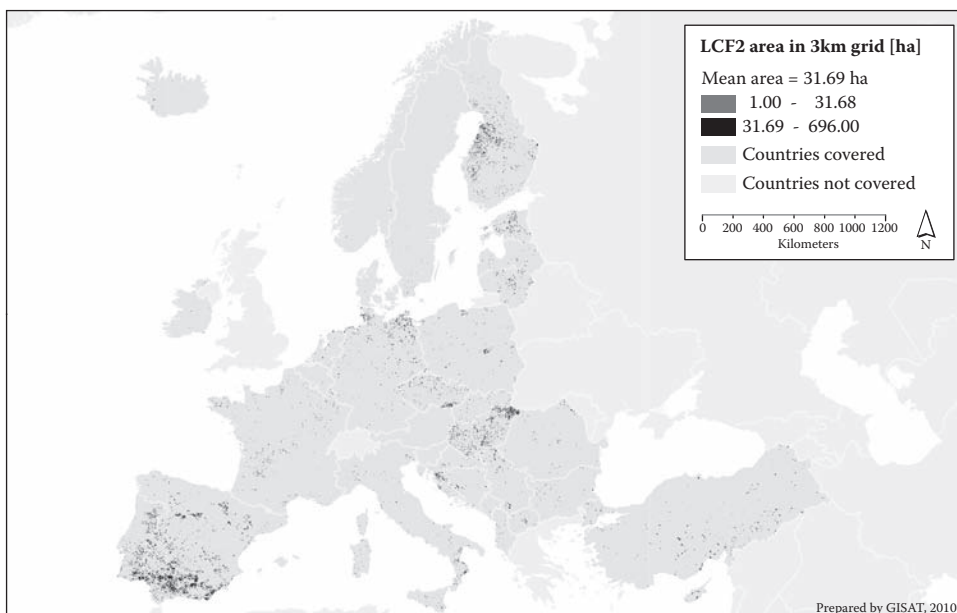 LCF2 area in 3km grid [ha]
Mean area = 31.69 ha
1.00 - 31.68
31.69 - 696.00
Countries covered
Countries not covered
0 200 400 600 800 1000 1200
Kilometers
N
Prepared by GISAT, 2010